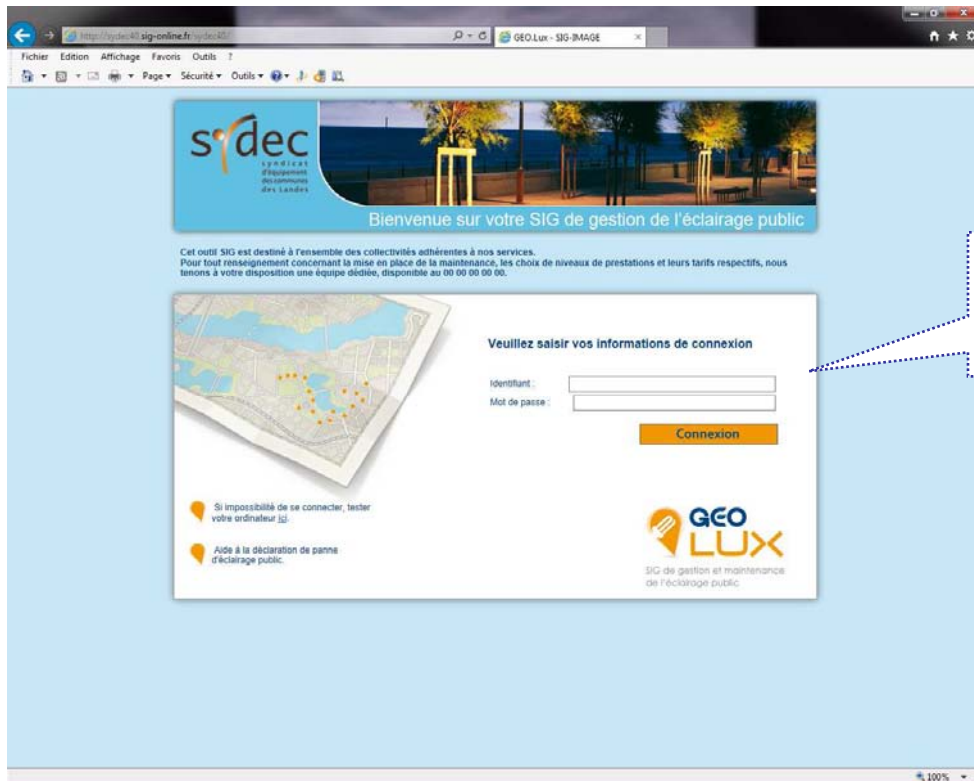 http://sydec40.sig-online.fr/sydec40/
GEO.Lux - SIG-IMAGE
Fichier Edition Affichage Favoris Outils ?
Page Sécurité Outils
sydec
syndicat
d'équipement
des communes
des Landes
Bienvenue sur votre SIG de gestion de l'éclairage public
Cet outil SIG est destiné à l'ensemble des collectivités adhérentes à nos services.
Pour tout renseignement concernant la mise en place de la maintenance, les choix de niveaux de prestations et leurs tarifs respectifs, nous
tenons à votre disposition une équipe dédiée, disponible au 00 00 00 00 00.
Veuillez saisir vos informations de connexion
Identifiant :
Mot de passe :
Connexion
Si impossibilité de se connecter, tester
votre ordinateur ici.
Aide à la déclaration de panne
d'éclairage public.
GEO
LUX
SIG de gestion et maintenance
de l'éclairage public
100%